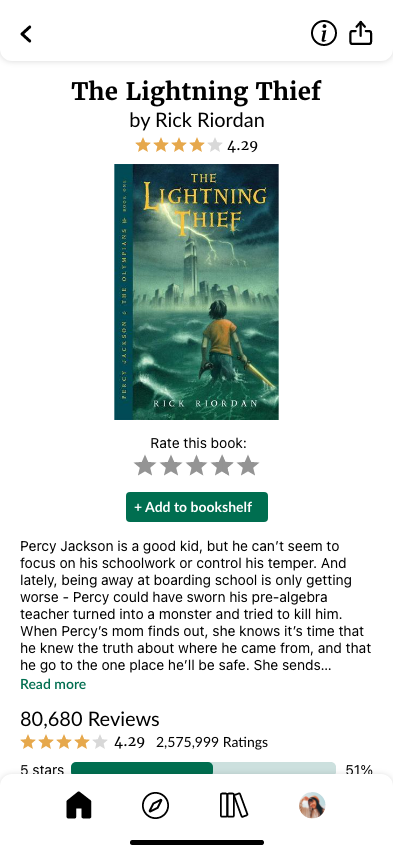 The Lightning Thief
by Rick Riordan
4.29
THE
LIGHTNING
THIEF
PERCY JACKSON & THE OLYMPIANS BOOK ONE
RICK RIORDAN
Rate this book:
+ Add to bookshelf
Percy Jackson is a good kid, but he can’t seem to
focus on his schoolwork or control his temper. And
lately, being away at boarding school is only getting
worse - Percy could have sworn his pre-algebra
teacher turned into a monster and tried to kill him.
When Percy’s mom finds out, she knows it’s time that
he knew the truth about where he came from, and that
he go to the one place he’ll be safe. She sends...
Read more
80,680 Reviews
4.29 2,575,999 Ratings
5 stars 51%